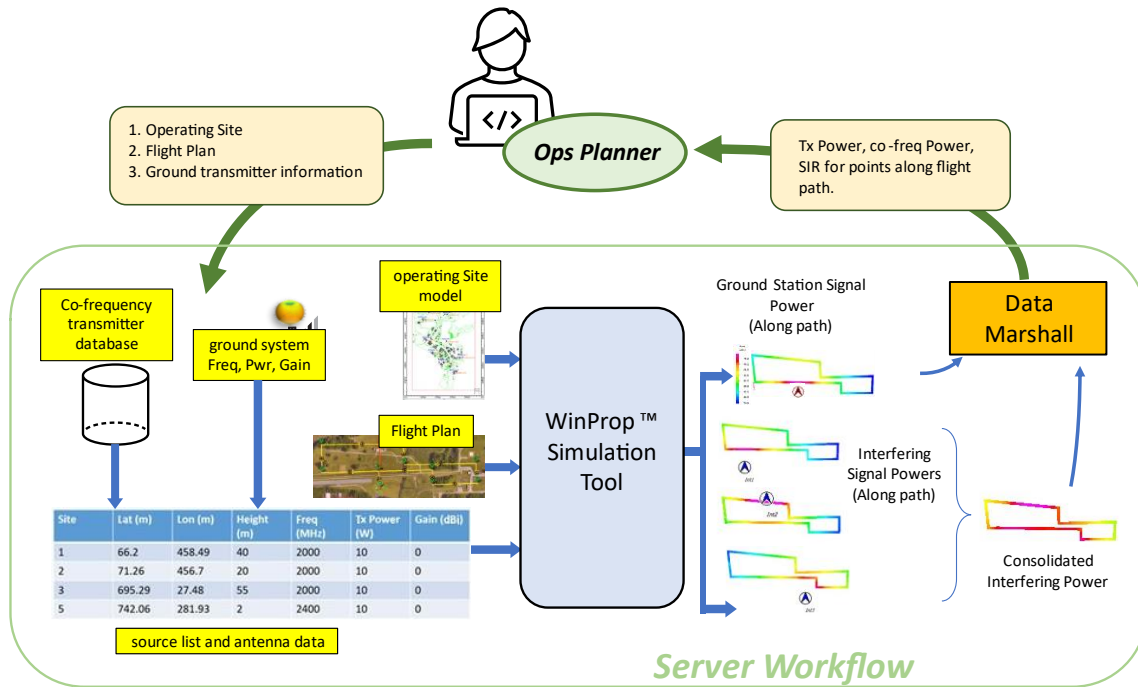 1. Operating Site
2. Flight Plan
3. Ground transmitter information
</>
Ops Planner
Tx Power, co-freq Power,
SIR for points along flight
path.
Co-frequency
transmitter
database
ground system
Freq, Pwr, Gain
operating Site
model
Flight Plan
WinProp ™
Simulation
Tool
Ground Station Signal
Power
(Along path)
Data
Marshall
Int1
Int2
Int3
Interfering
Signal Powers
(Along path)
Consolidated
Interfering Power
Site Lat (m) Lon (m) Height (m) Freq (MHz) Tx Power (W) Gain (dBi)
1 66.2 458.49 40 2000 10 0
2 71.26 456.7 20 2000 10 0
3 695.29 27.48 55 2000 10 0
5 742.06 281.93 2 2400 10 0
source list and antenna data
Server Workflow